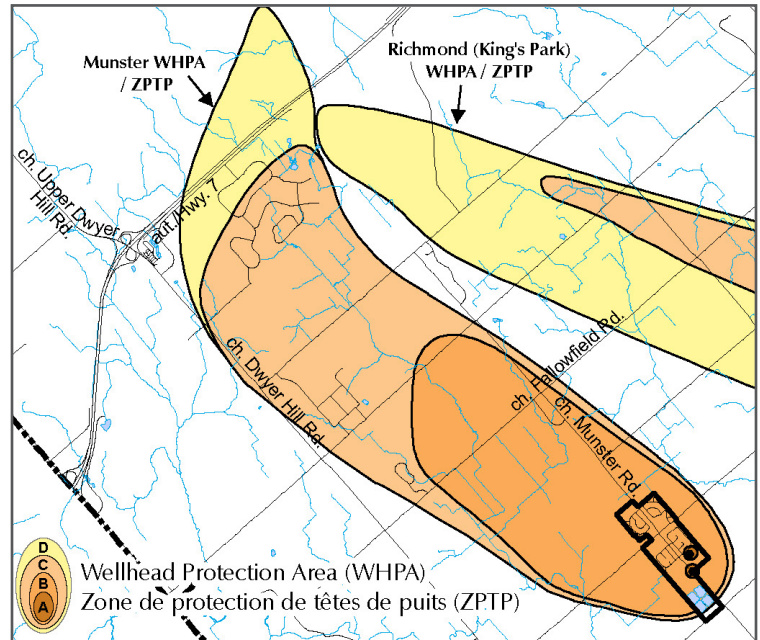 Munster WHPA
/ ZPTP
Richmond (King's Park)
WHPA / ZPTP
ch. Upper Dwyer
Hill Rd.
aut./Hwy. 7
ch. Dwyer Hill Rd.
ch. Fallowfield Rd.
ch. Munster Rd.
D
C
B
A
Wellhead Protection Area (WHPA)
Zone de protection de têtes de puits (ZPTP)